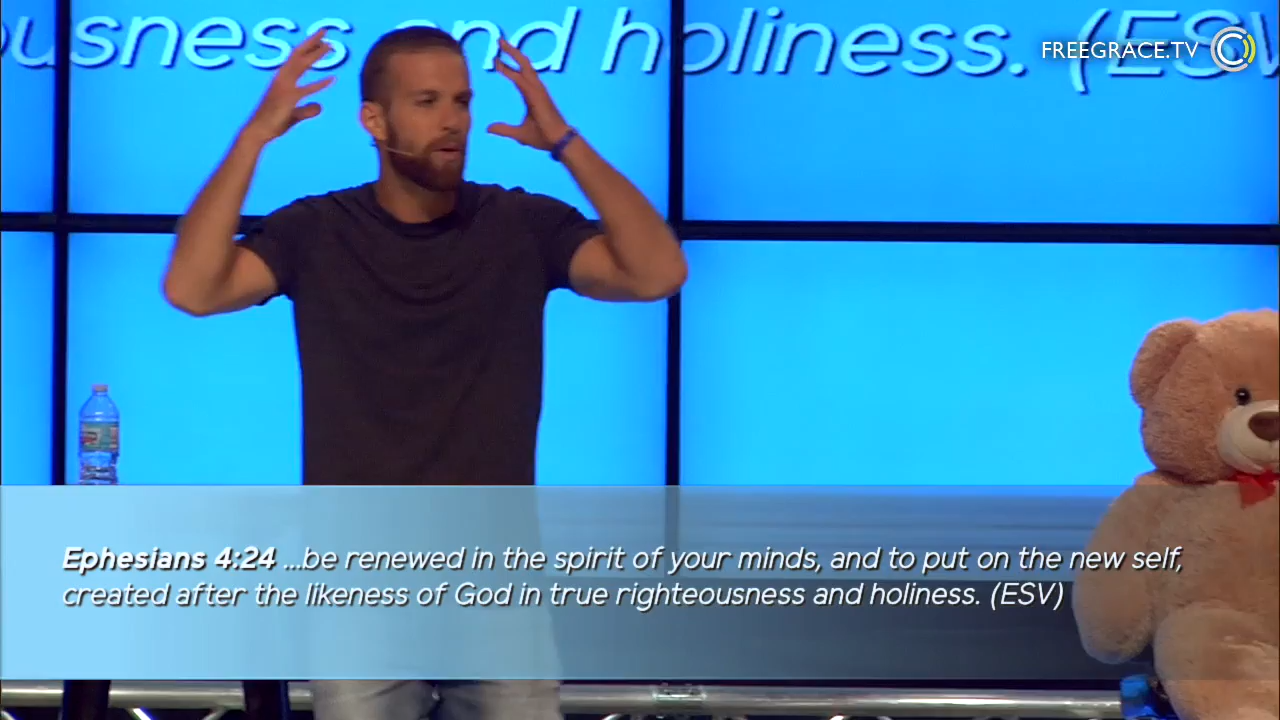 ousness and holiness. (ESV
FREEGRACE.TV
Ephesians 4:24 ...be renewed in the spirit of your minds, and to put on the new self,
created after the likeness of God in true righteousness and holiness. (ESV)